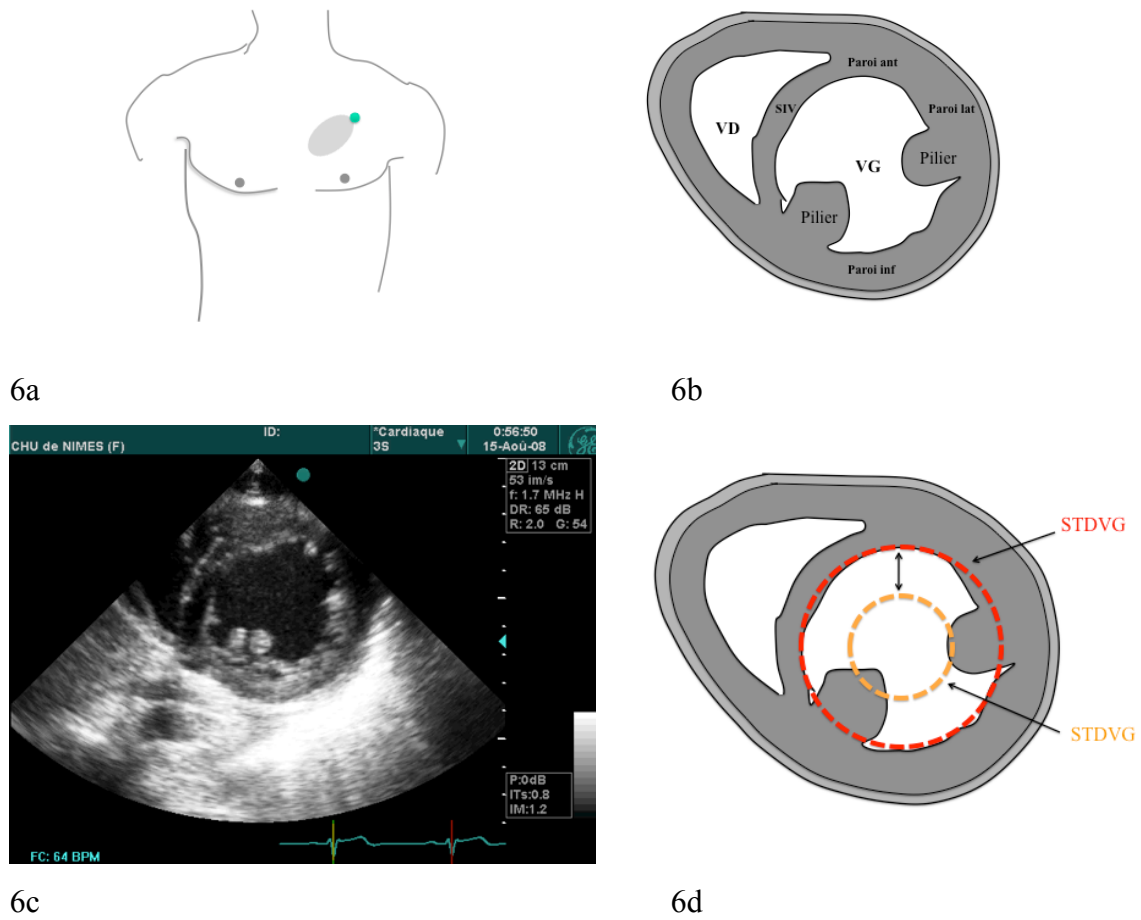 Paroi ant
SIV
Paroi lat
VD
VG
Pilier
Pilier
Paroi inf
6a
6b
ID:
*Cardiaque
0:56:50
CHU de NIMES (F)
3S
15-Aoû-08
2D 13 cm
53 im/s
f: 1.7 MHz H
DR: 65 dB
R: 2.0 G: 54
P:0dB
ITs:0.8
IM:1.2
FC: 64 BPM
STDVG
STDVG
6c
6d